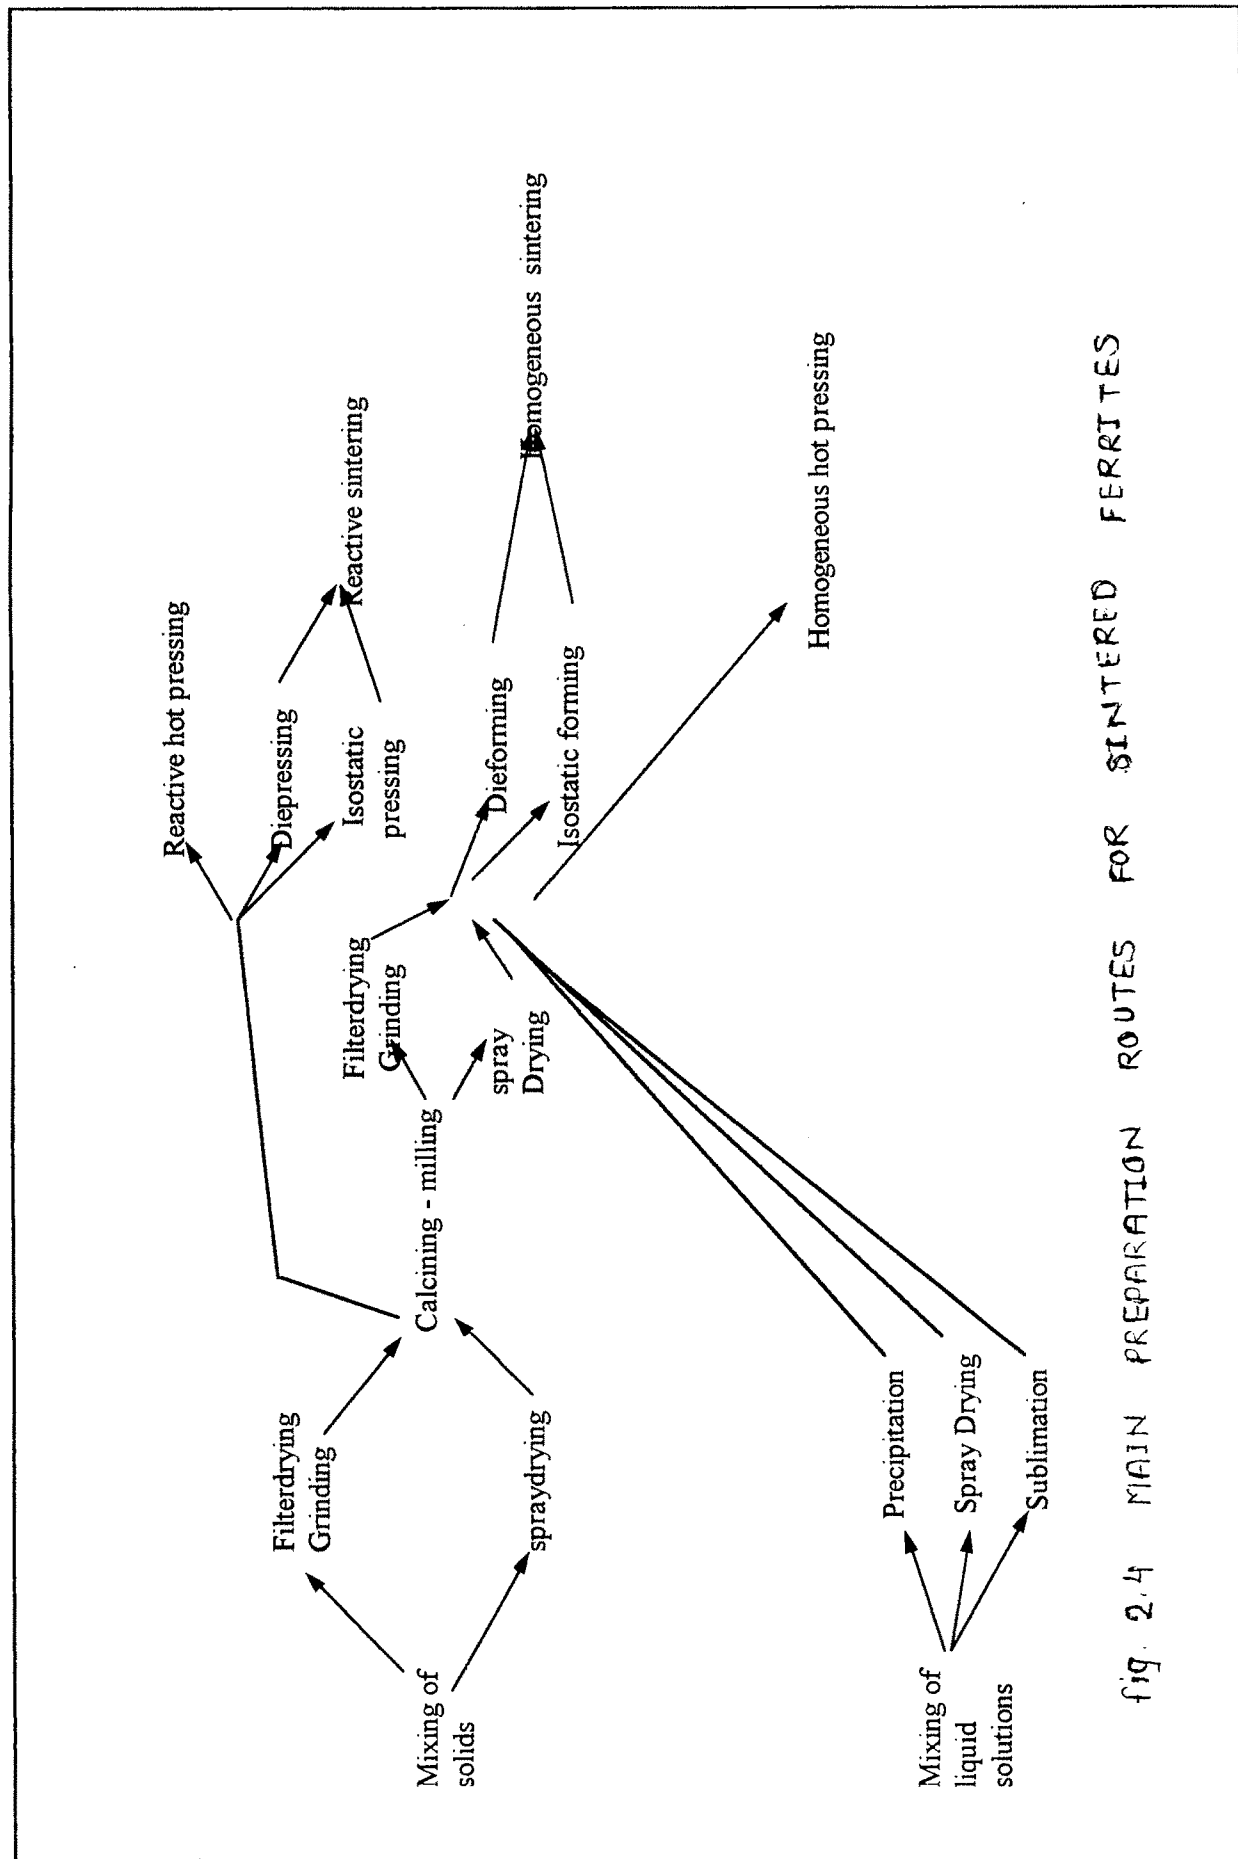 Reactive hot pressing
Diepressing
Isostatic
pressing
Reactive sintering
Filterdrying
Grinding
Mixing of
solids
spraydrying
Calcining - milling
Filterdrying
Grinding
spray
Drying
Dieforming
Isostatic forming
Homogeneous sintering
Homogeneous hot pressing
Mixing of
liquid
solutions
Precipitation
Spray Drying
Sublimation
fig. 2.4 MAIN PREPARATION ROUTES FOR SINTERED FERRITES